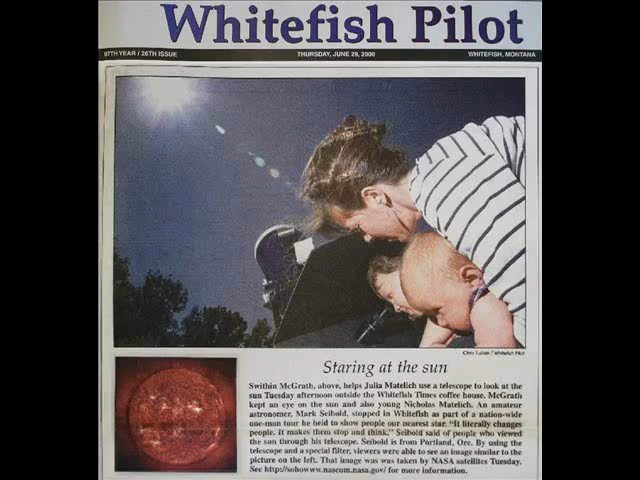 Whitefish Pilot
97TH YEAR / 26TH ISSUE THURSDAY, JUNE 29, 2000 WHITEFISH, MONTANA
Chris Tucker / Whitefish Pilot
Staring at the sun
Swithin McGrath, above, helps Julia Matelich use a telescope to look at the
sun Tuesday afternoon outside the Whitefish Times coffee house. McGrath
kept an eye on the sun and also young Nicholas Matelich. An amateur
astronomer, Mark Seibold, stopped in Whitefish as part of a nation-wide
one-man tour he held to show people our nearest star. "It literally changes
people. It makes them stop and think," Seibold said of people who viewed
the sun through his telescope. Seibold is from Portland, Ore. By using the
telescope and a special filter, viewers were able to see an image similar to the
picture on the left. That image was was taken by NASA satellites Tuesday.
See http://sohowww.nascom.nasa.gov/ for more information.